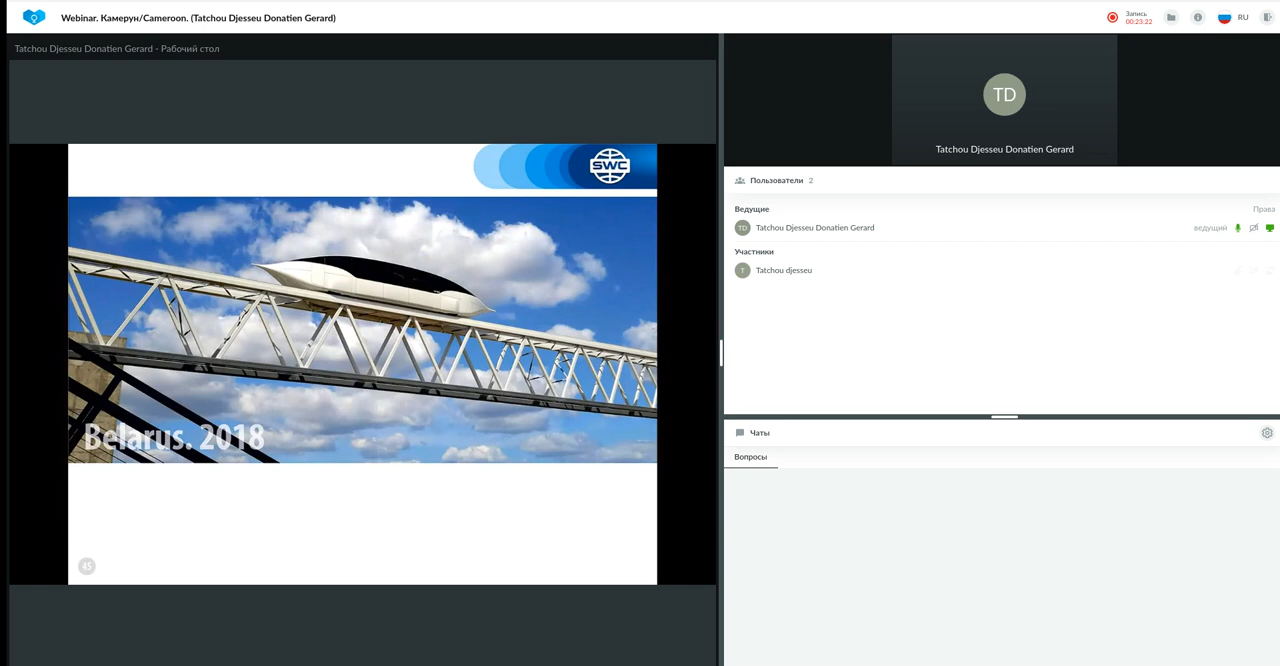 Webinar. Камерун/Cameroon. (Tatchou Djesseu Donatien Gerard)
Запись
00:23:22
RU
Tatchou Djesseu Donatien Gerard - Рабочий стол
SWC
Belarus. 2018
45
TD
Tatchou Djesseu Donatien Gerard
Пользователи 2
Ведущие Права
TD Tatchou Djesseu Donatien Gerard ведущий
Участники
T Tatchou djesseu
Чаты
Вопросы